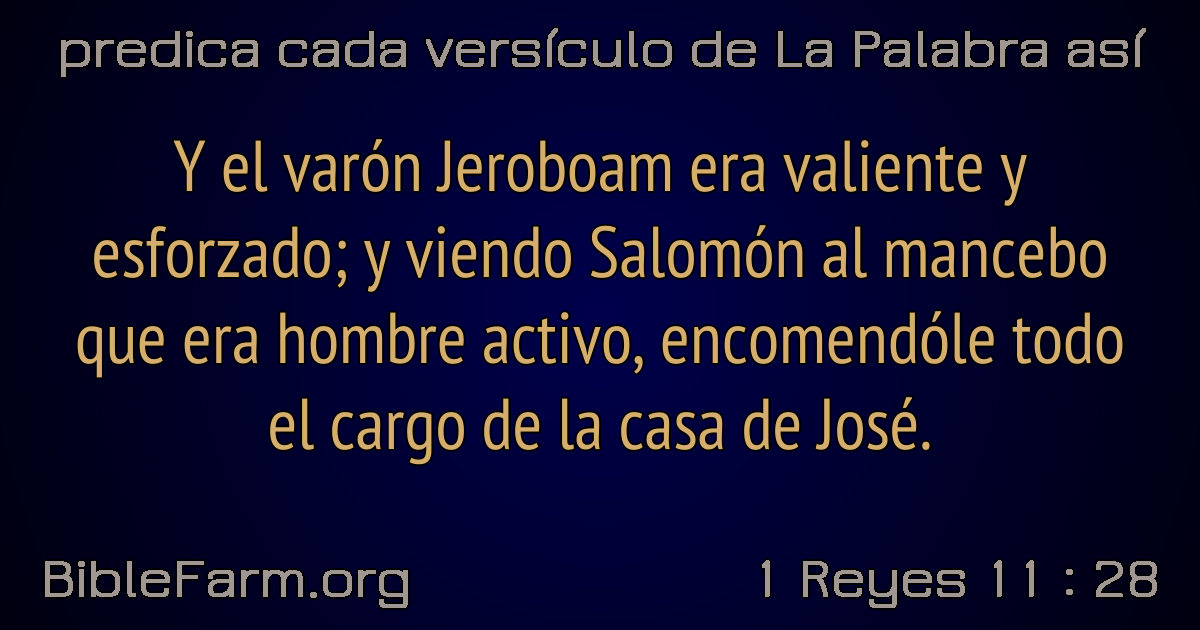 predica cada versículo de La Palabra así
Y el varón Jeroboam era valiente y
esforzado; y viendo Salomón al mancebo
que era hombre activo, encomendóle todo
el cargo de la casa de José.
BibleFarm.org
1 Reyes 11 : 28